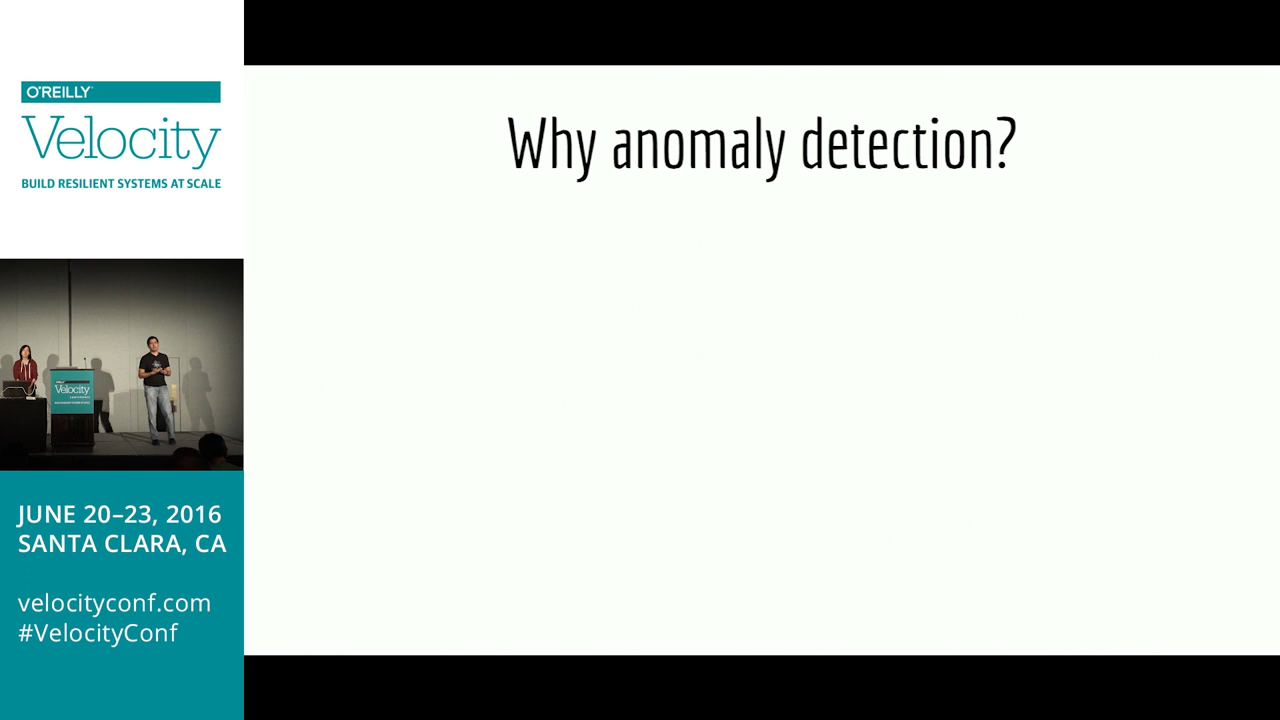 O'REILLY
Velocity
BUILD RESILIENT SYSTEMS AT SCALE
Why anomaly detection?
Velocity
JUNE 20–23, 2016
SANTA CLARA, CA
velocityconf.com
#VelocityConf